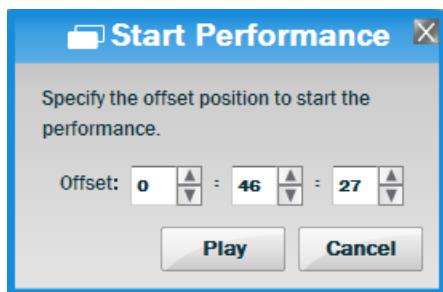 Start Performance
Specify the offset position to start the
performance.
Offset: 0 : 46 : 27
Play Cancel